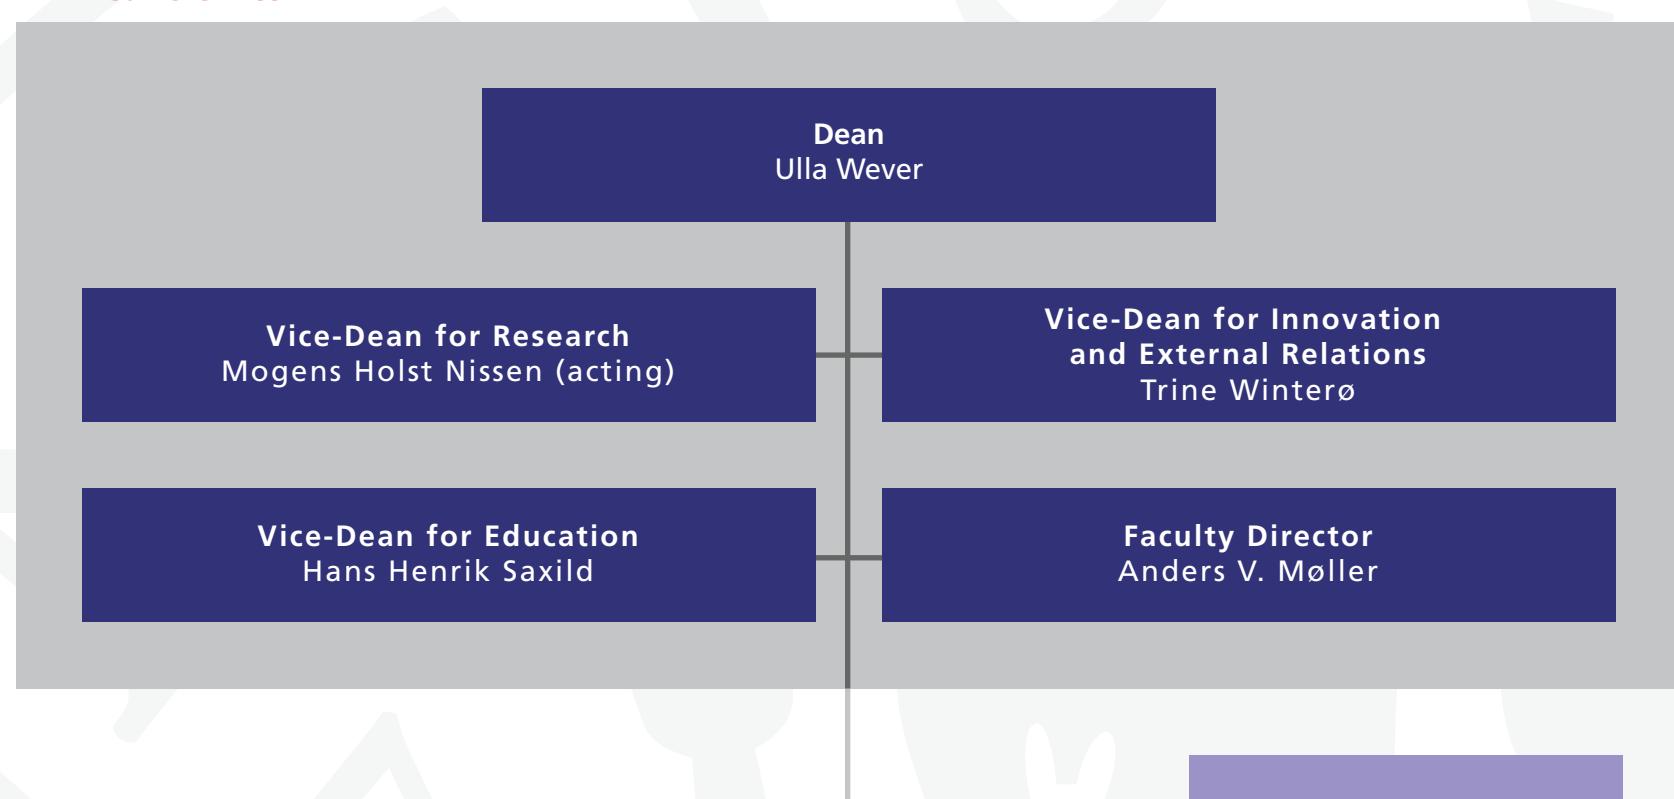 Dean
Ulla Wever
Vice-Dean for Research
Mogens Holst Nissen (acting)
Vice-Dean for Innovation
and External Relations
Trine Winterø
Vice-Dean for Education
Hans Henrik Saxild
Faculty Director
Anders V. Møller